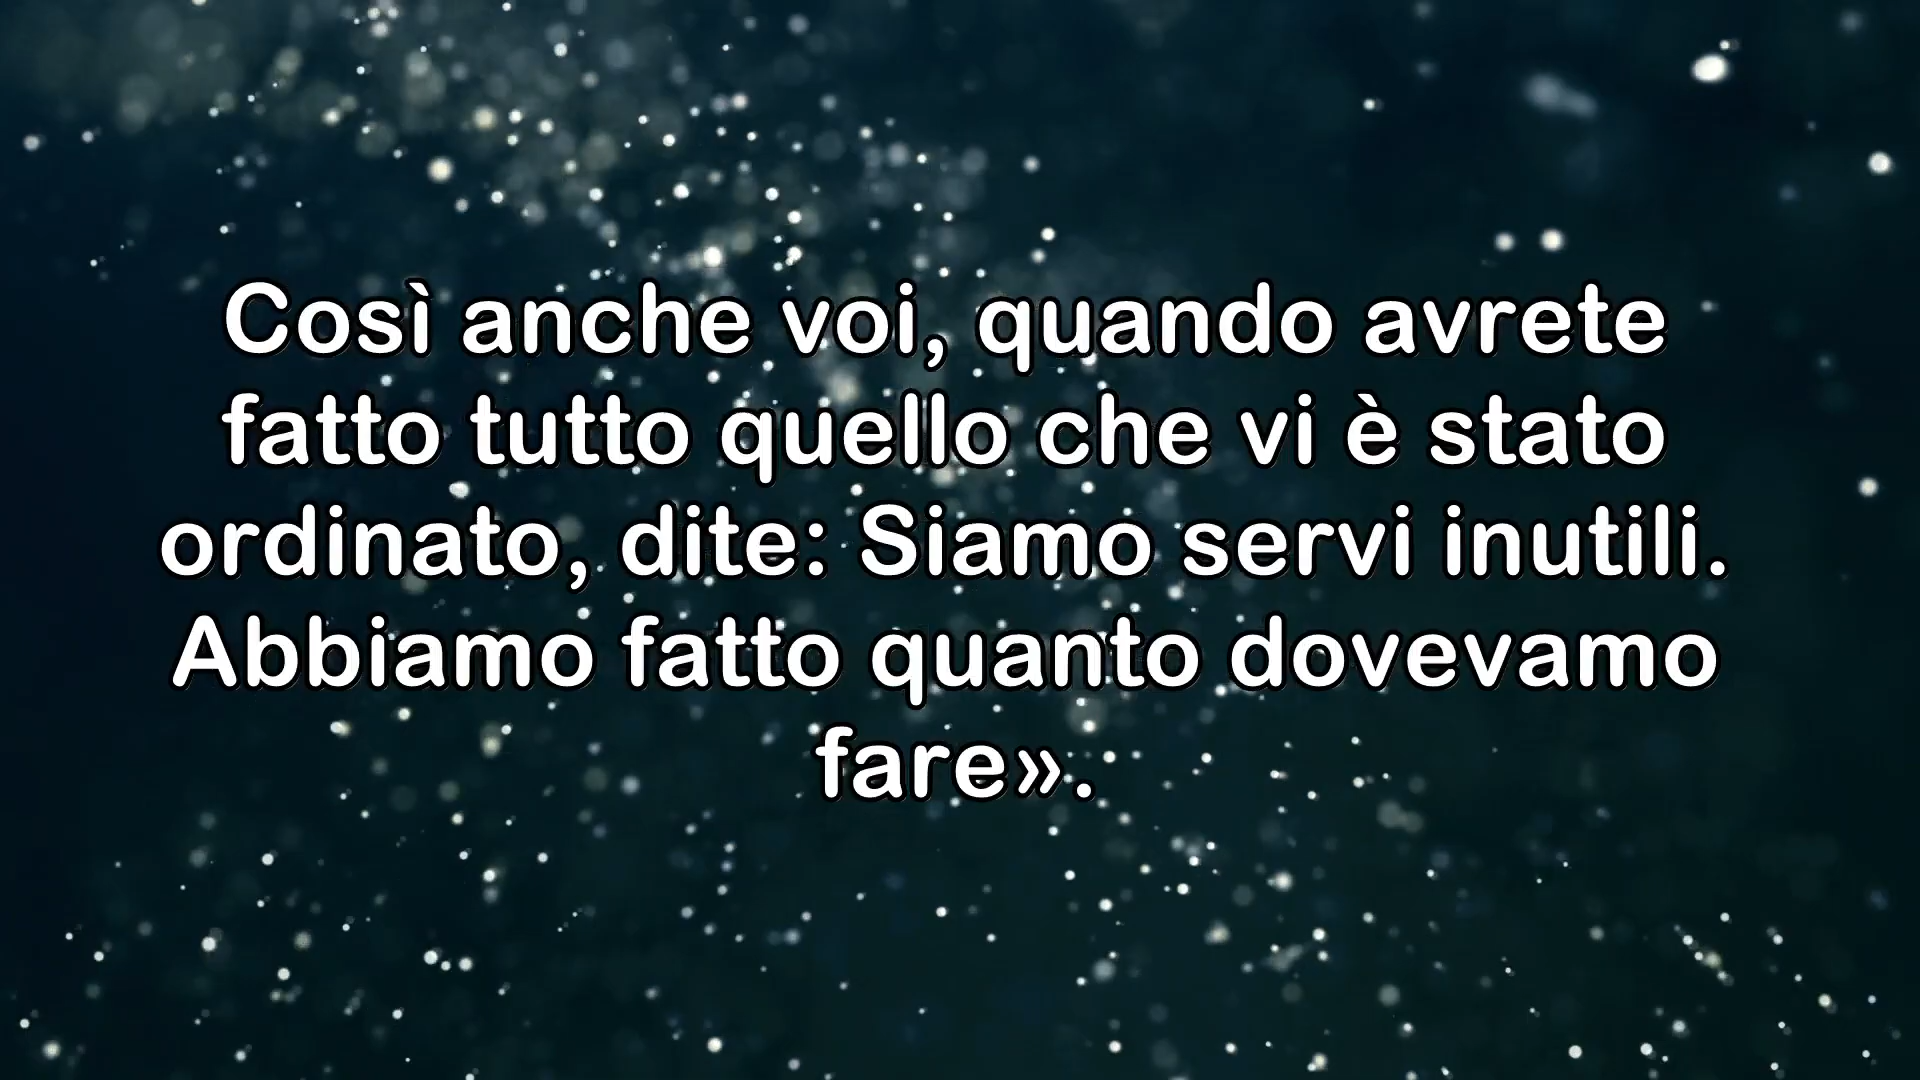 Così anche voi, quando avrete
fatto tutto quello che vi è stato
ordinato, dite: Siamo servi inutili.
Abbiamo fatto quanto dovevamo
fare».